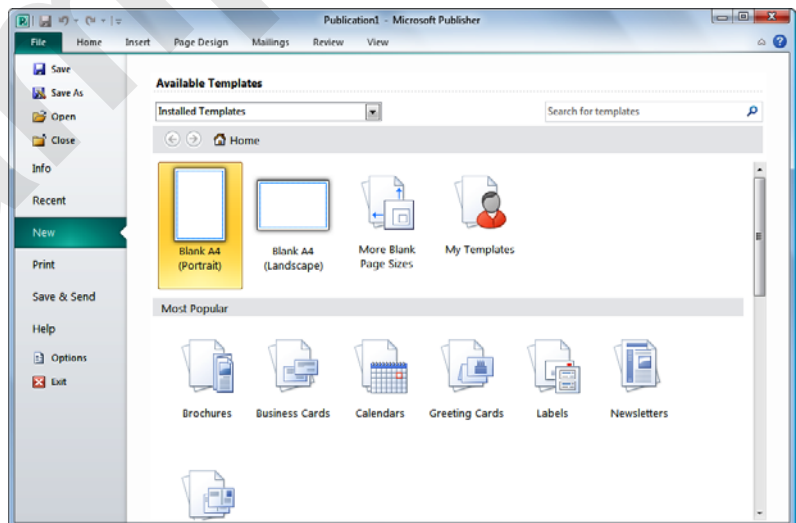 Publication1 - Microsoft Publisher
File Home Insert Page Design Mailings Review View
Save
Save As
Open
Close
Info
Recent
New
Print
Save & Send
Help
Options
Exit
Available Templates
Installed Templates
Search for templates
Home
Blank A4
(Portrait)
Blank A4
(Landscape)
More Blank
Page Sizes
My Templates
Most Popular
Brochures
Business Cards
Calendars
Greeting Cards
Labels
Newsletters